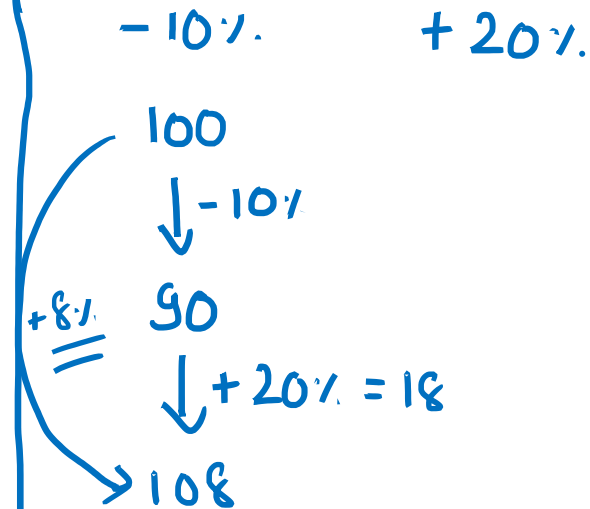 - 10%. + 20%.
100
↓ - 10%
90
+8%
↓ + 20% = 18
108